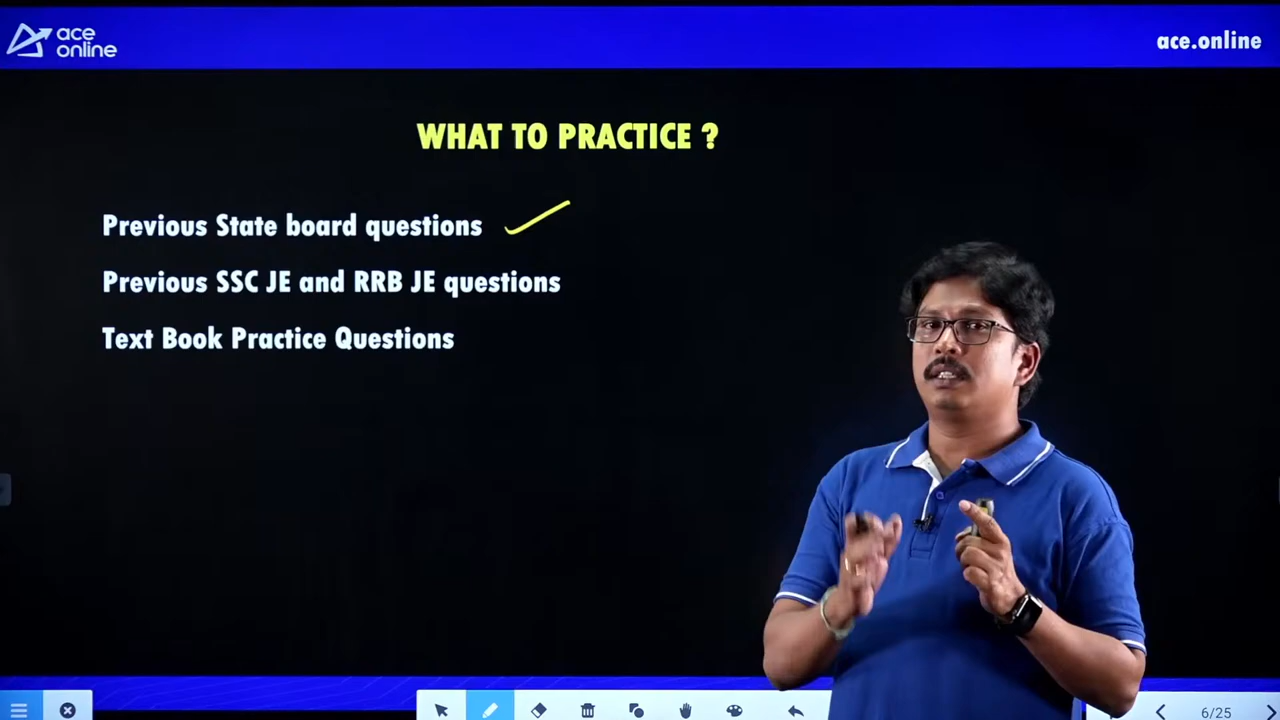 ace
online
ace.online
WHAT TO PRACTICE ?
Previous State board questions
Previous SSC JE and RRB JE questions
Text Book Practice Questions
6/25